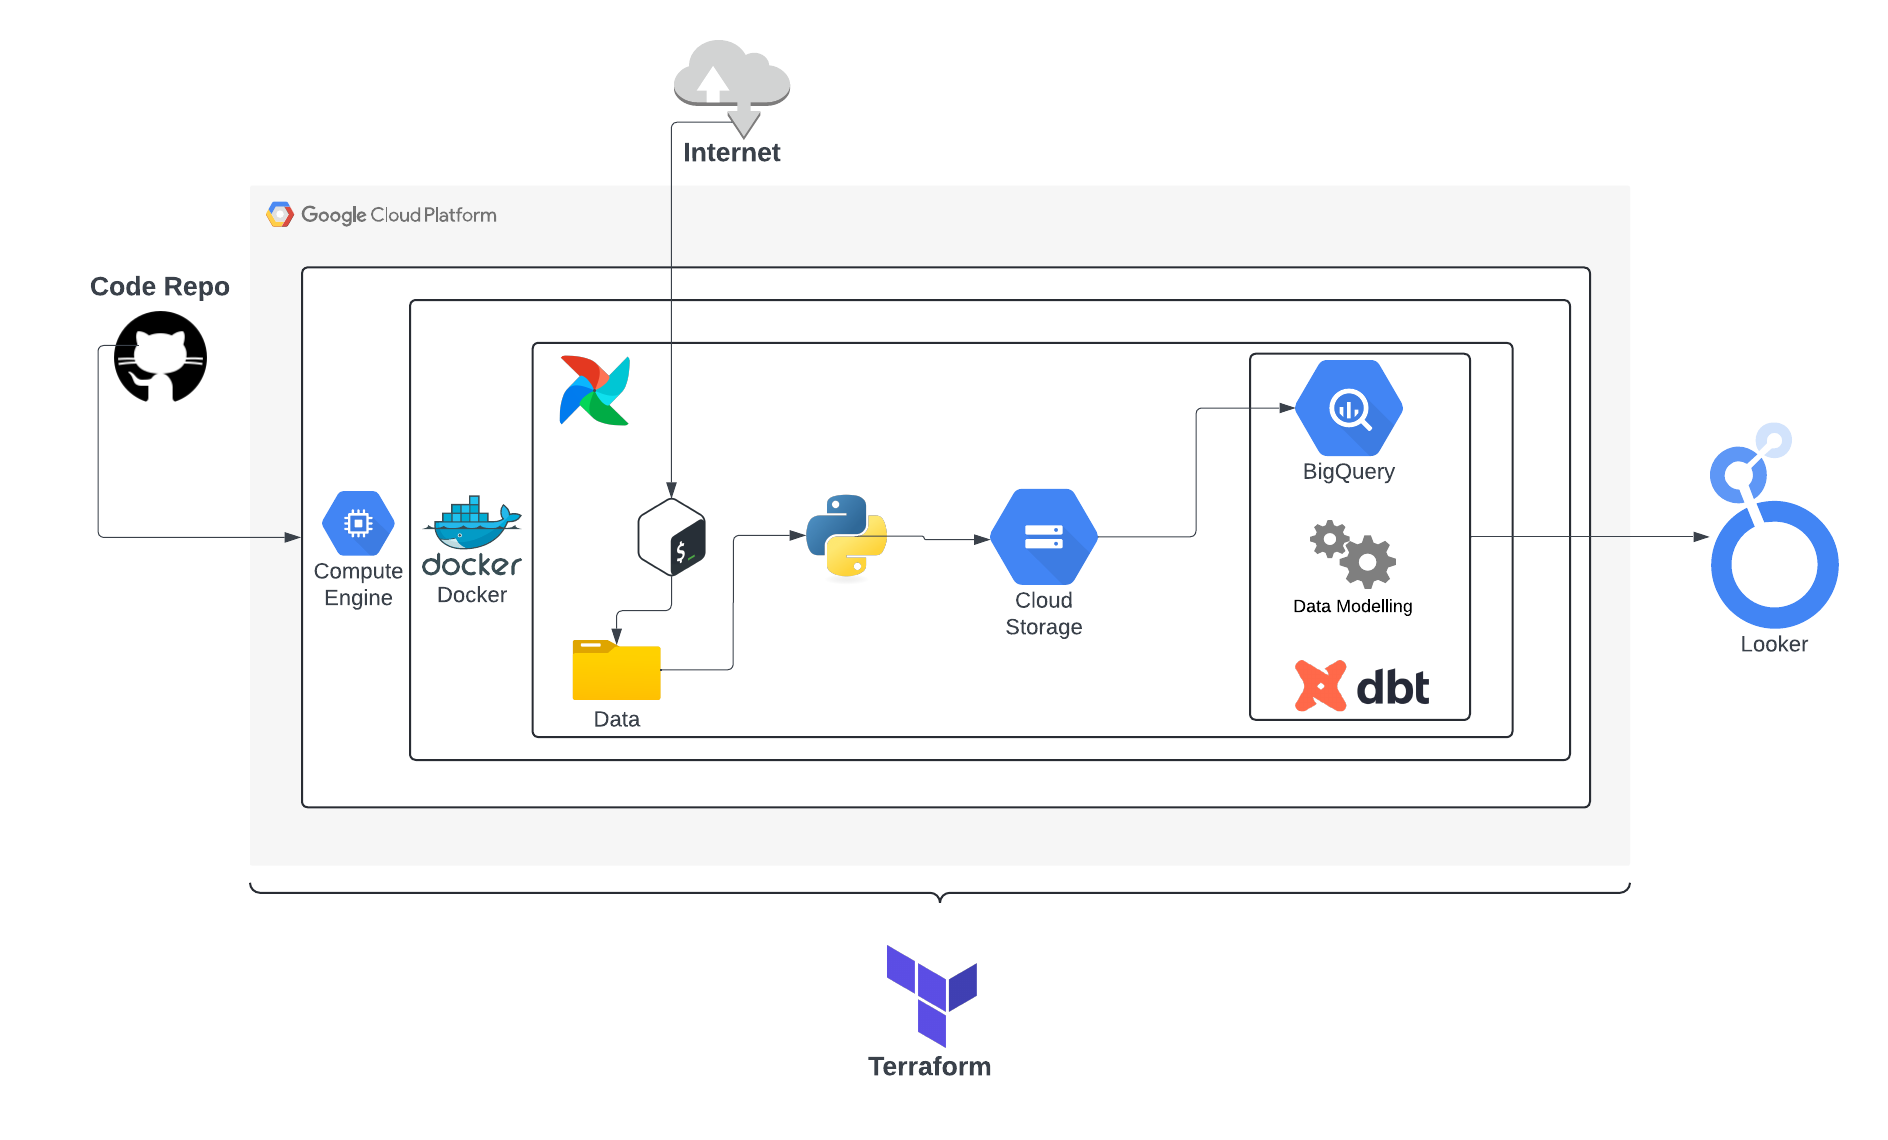 Internet
Google Cloud Platform
Code Repo
BigQuery
$_
docker
Compute
Engine
Docker
Cloud
Storage
Data Modelling
Looker
dbt
Data
Terraform